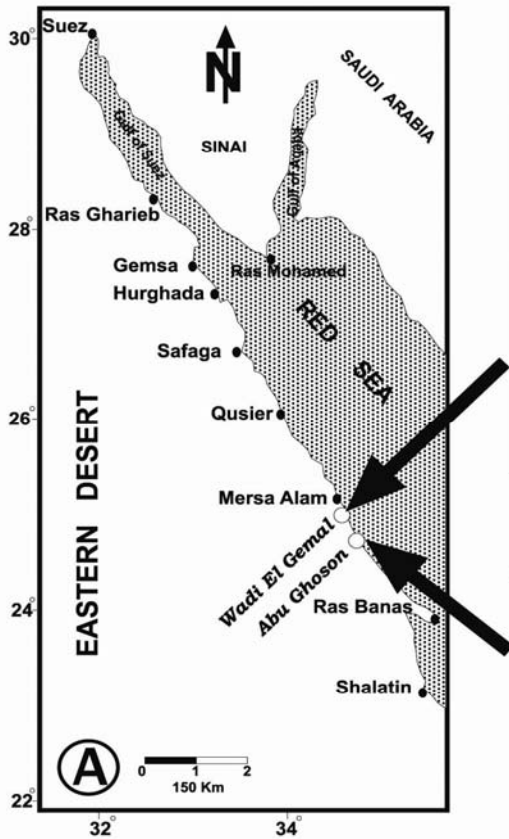 30°
Suez
N
SAUDI ARABIA
SINAI
Gulf of Suez
Gulf of Aqaba
Ras Gharieb
28°
Gemsa
Ras Mohamed
Hurghada
RED SEA
Safaga
26°
Qusier
EASTERN DESERT
Mersa Alam
Wadi El Gemal
Abu Ghoson
24°
Ras Banas
Shalatin
A
0 1 2
150 Km
22°
32°
34°